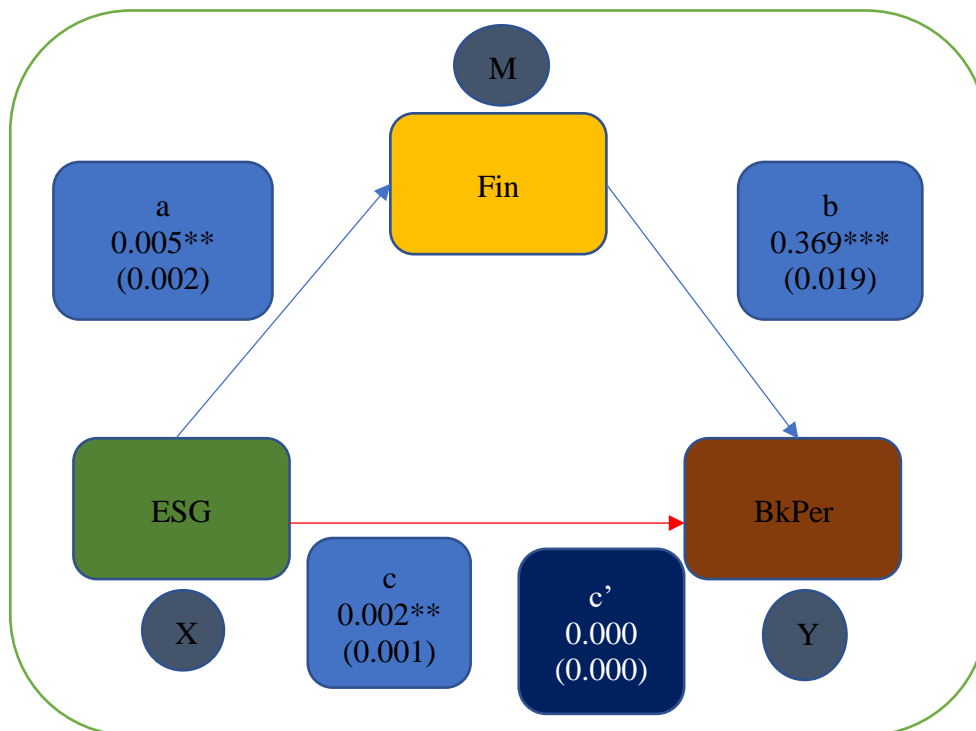 M
Fin
a
0.005**
(0.002)
b
0.369***
(0.019)
ESG
BkPer
c
0.002**
(0.001)
c’
0.000
(0.000)
X
Y